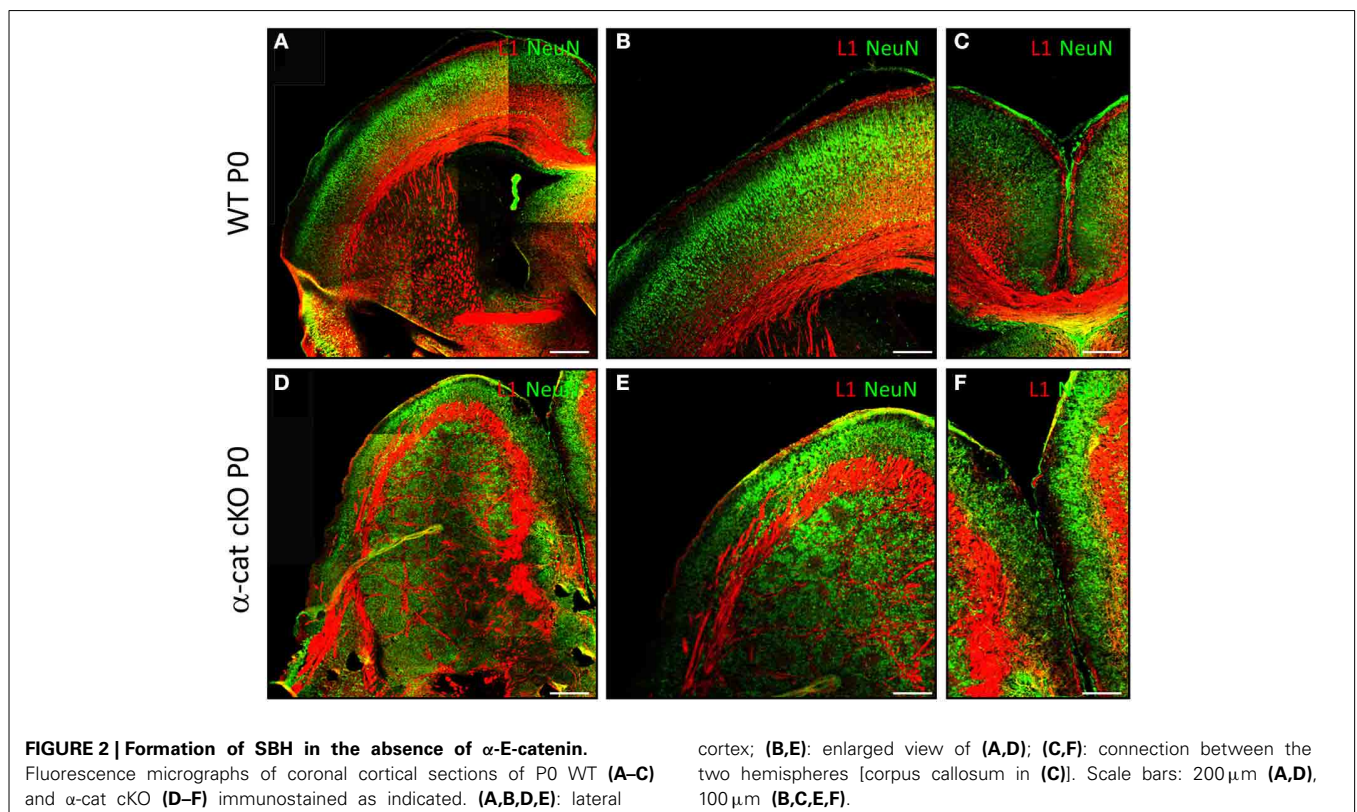 A
L1 NeuN
B
L1 NeuN
C
L1 NeuN
WT P0
D
L1 NeuN
E
L1 NeuN
F
L1 NeuN
α-cat cKO P0
FIGURE 2 | Formation of SBH in the absence of α-E-catenin.
Fluorescence micrographs of coronal cortical sections of P0 WT (A–C)
and α-cat cKO (D–F) immunostained as indicated. (A,B,D,E): lateral
cortex; (B,E): enlarged view of (A,D); (C,F): connection between the
two hemispheres [corpus callosum in (C)]. Scale bars: 200 μm (A,D),
100 μm (B,C,E,F).